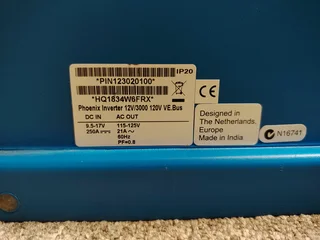 IP20
*PIN123020100*
*HQ1834W6FRX*
Phoenix Inverter 12V/3000 120V VE.Bus
DC IN AC OUT
9.5-17V 115-125V
250A 21A
60Hz
PF=0.8
CE
Designed in
The Netherlands.
Europe
Made in India
N16741